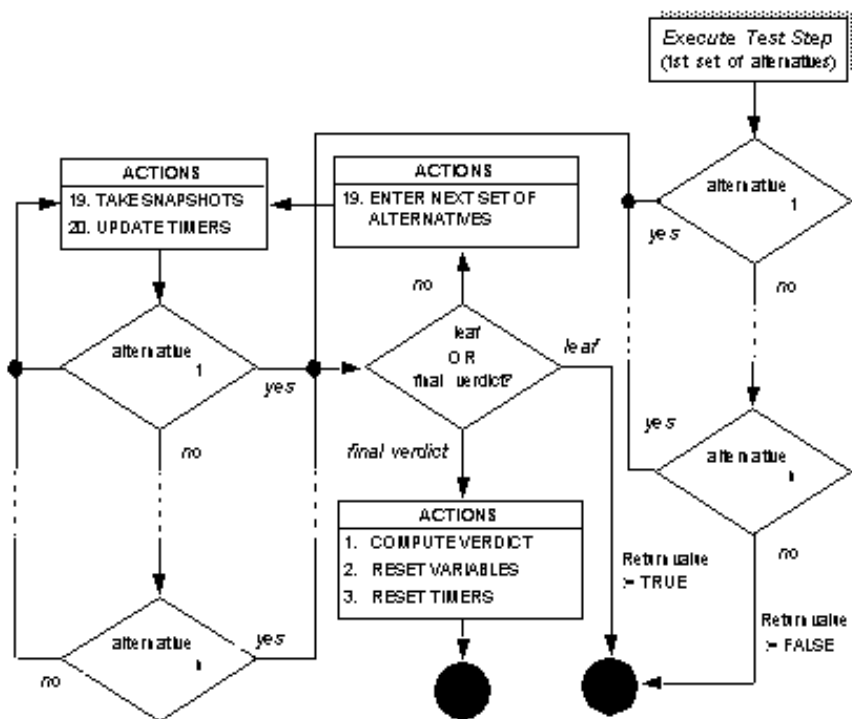 Execute Test Step
(1st set of alternatives)
alternative
1
yes
no
alternative
n
yes
no
Return value
:= FALSE
ACTIONS
19. TAKE SNAPSHOTS
20. UPDATE TIMERS
ACTIONS
19. ENTER NEXT SET OF
ALTERNATIVES
no
alternative
1
yes
no
leaf
OR
final verdict?
leaf
final verdict
ACTIONS
1. COMPUTE VERDICT
2. RESET VARIABLES
3. RESET TIMERS
Return value
:= TRUE
alternative
n
yes
no